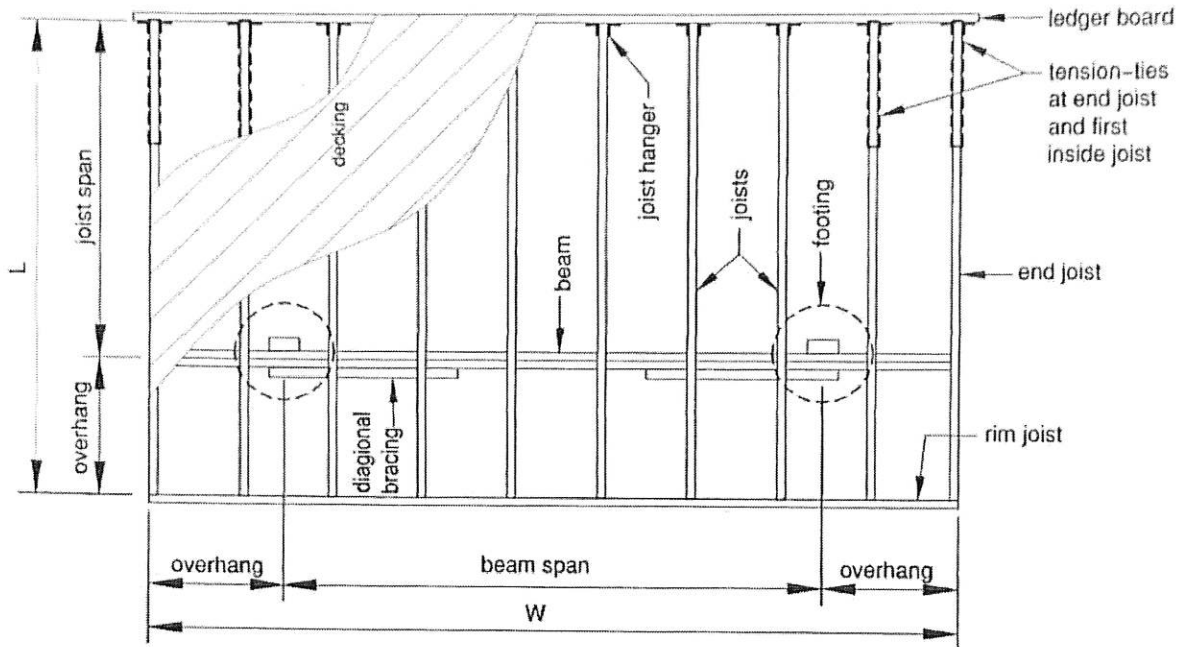 ledger board
tension-ties
at end joist
and first
inside joist
decking
joist hanger
joists
footing
joist span
L
beam
end joist
overhang
diagional
bracing
rim joist
overhang
beam span
overhang
W